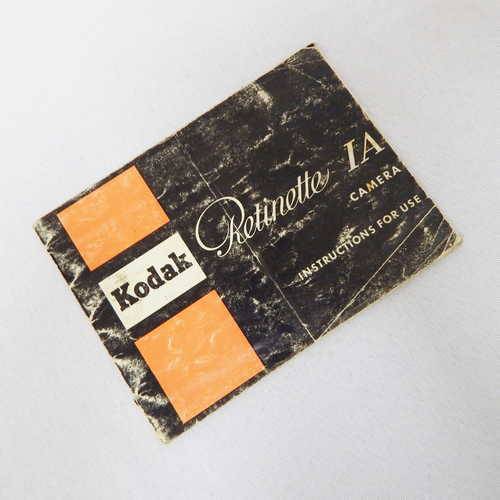 Kodak
Retinette IA
CAMERA
INSTRUCTIONS FOR USE